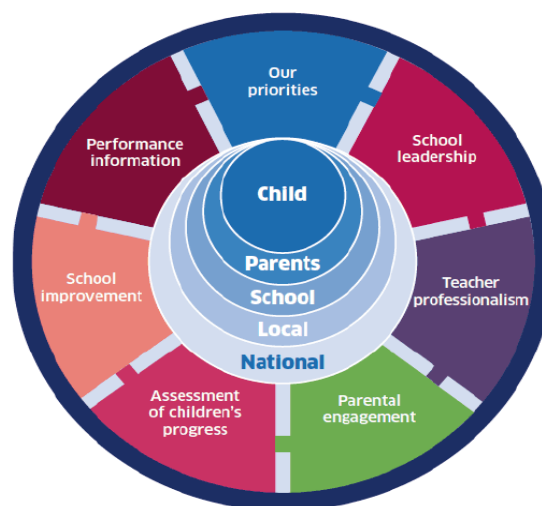 Our
priorities
School
leadership
Teacher
professionalism
Parental
engagement
Assessment
of children's
progress
School
improvement
Performance
information
Child
Parents
School
Local
National